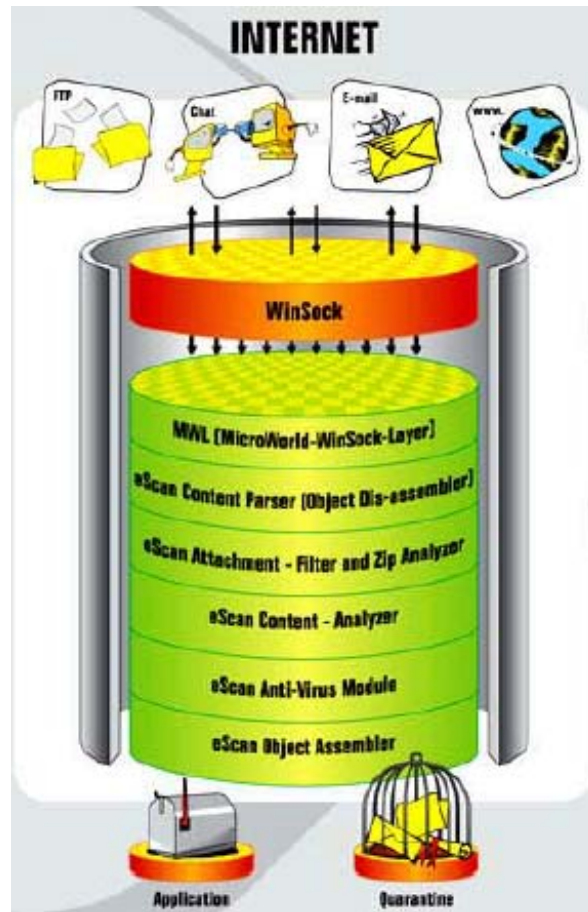 INTERNET
FTP
Chat
E-mail
www.
WinSock
MWL (MicroWorld-WinSock-Layer)
eScan Content Parser (Object Dis-assembler)
eScan Attachment - Filter and Zip Analyzer
eScan Content - Analyzer
eScan Anti-Virus Module
eScan Object Assembler
Application
Quarantine